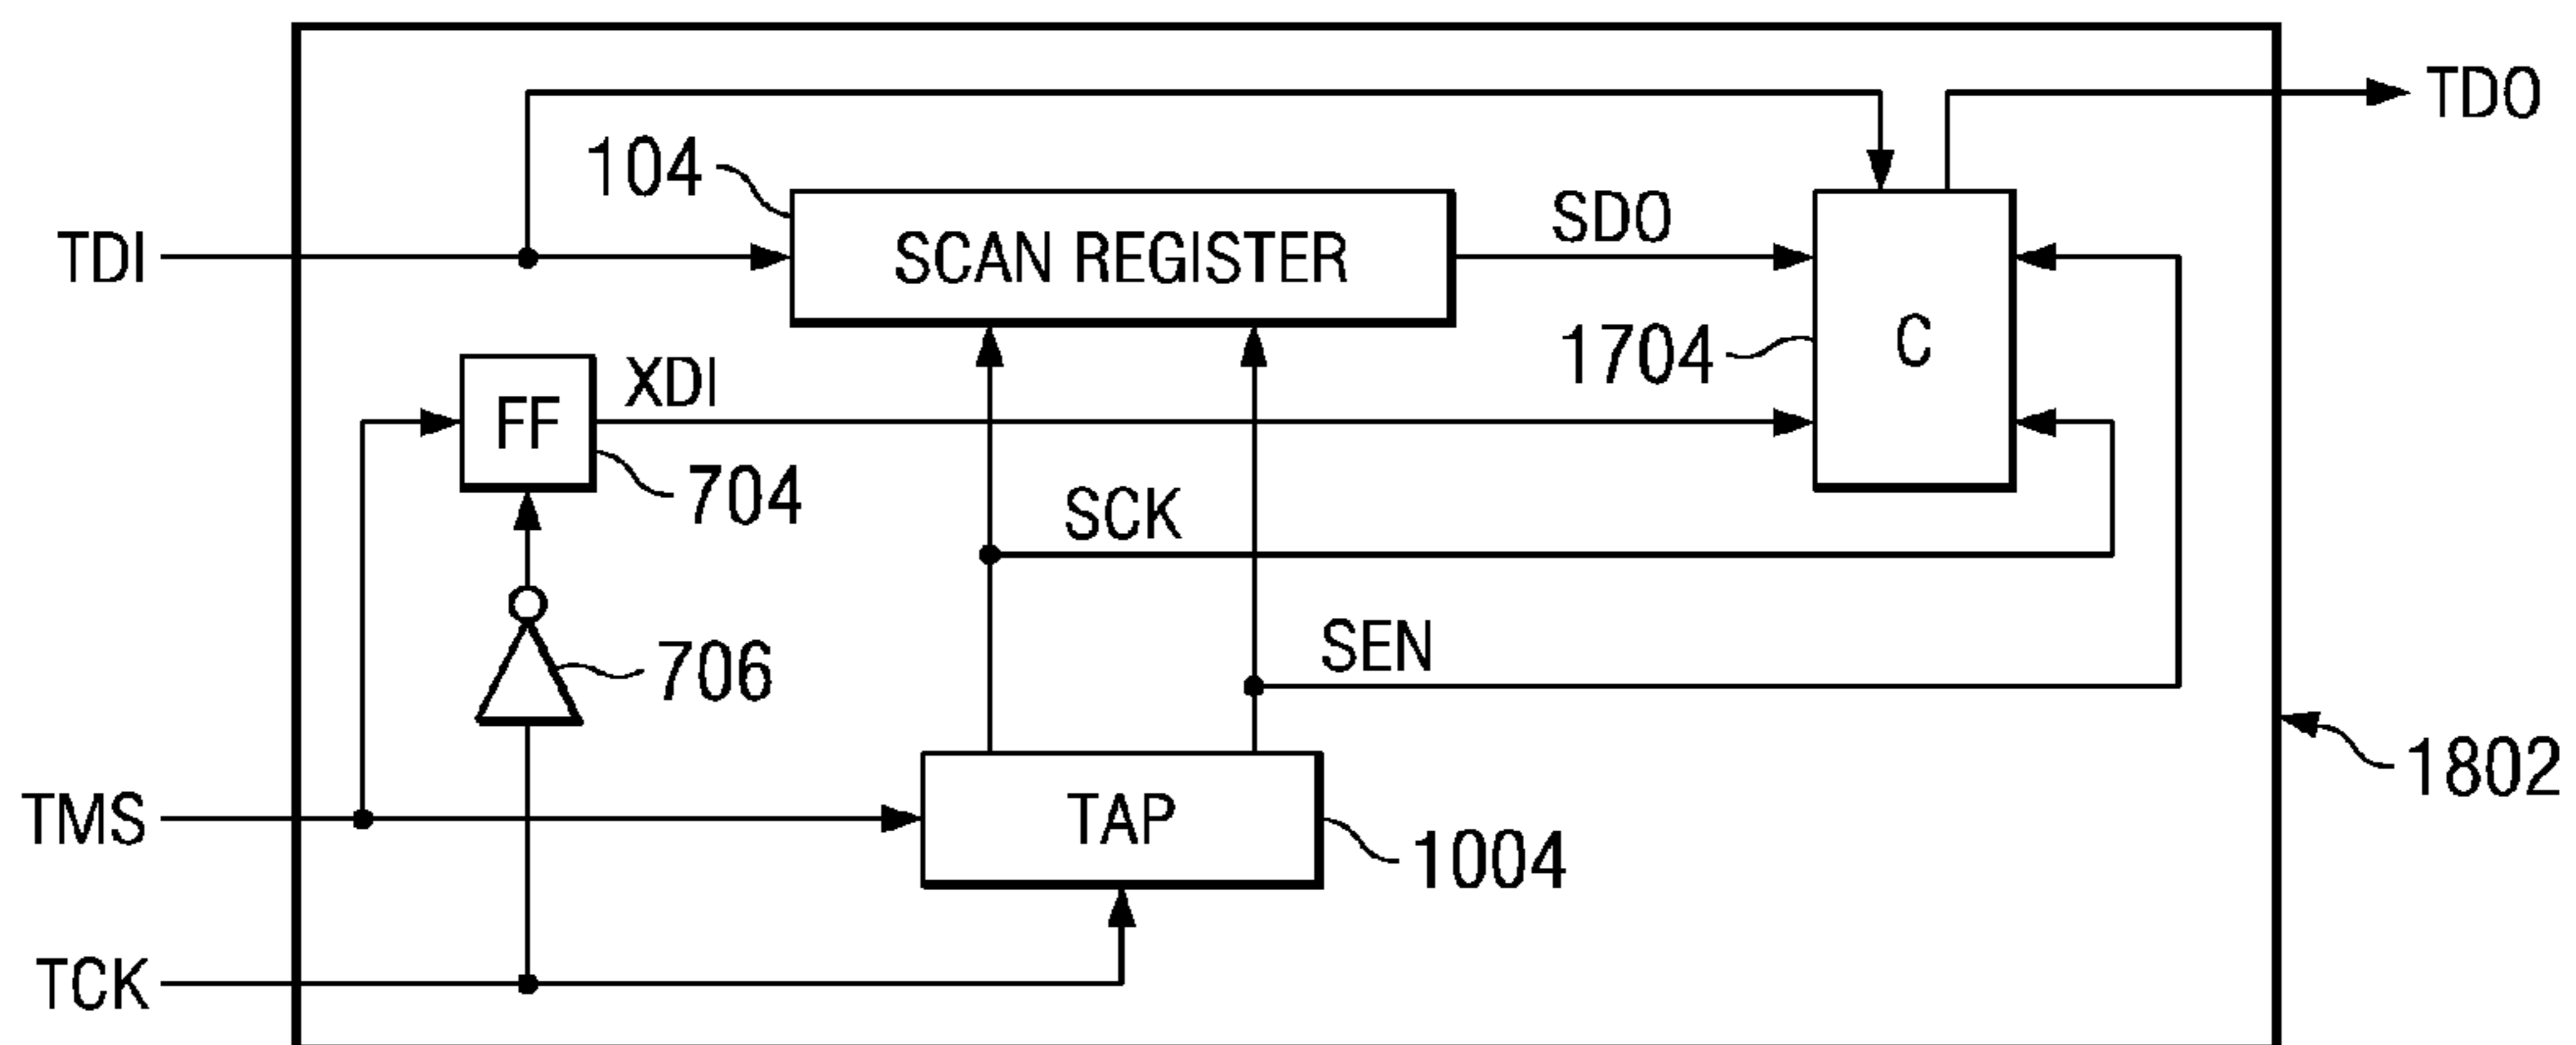 TDO
104
SDO
TDI
SCAN REGISTER
1704
C
XDI
FF
704
SCK
SEN
706
1802
TMS
TAP
1004
TCK